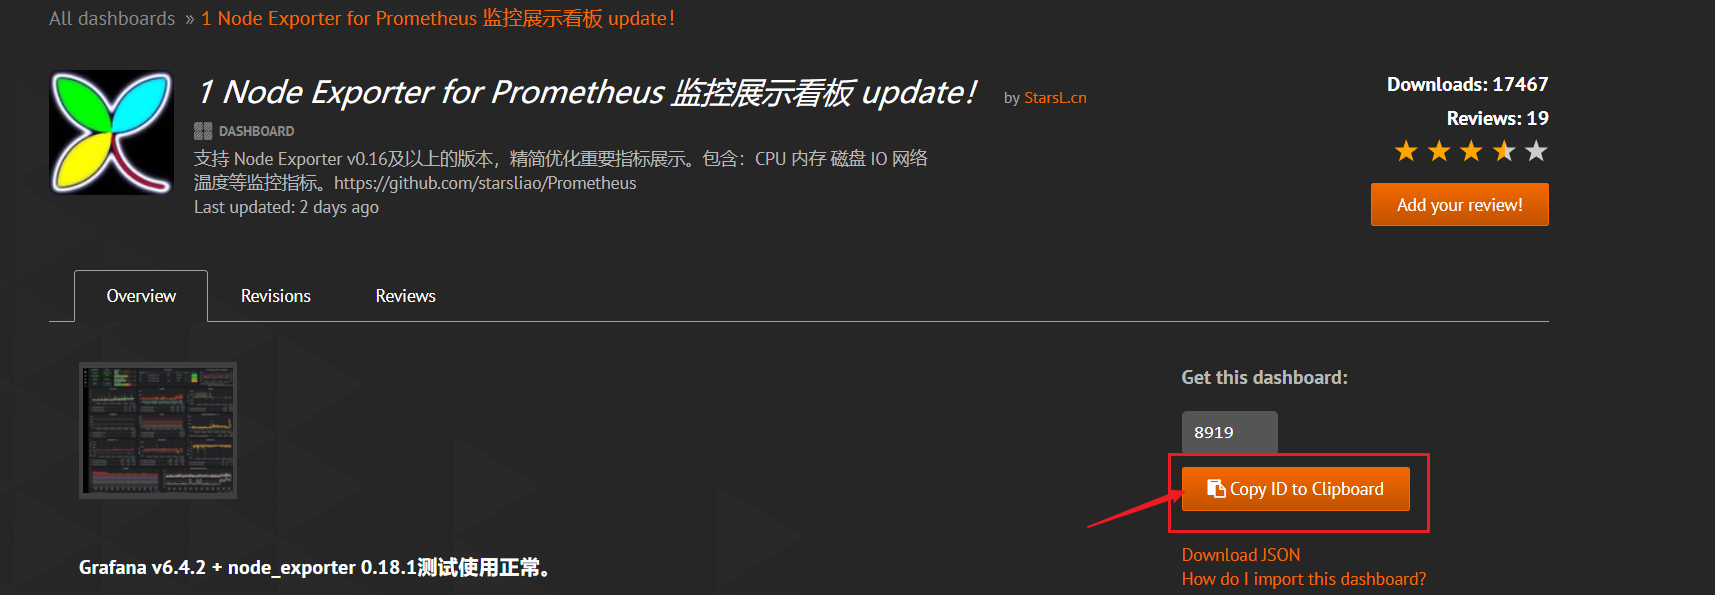 All dashboards » 1 Node Exporter for Prometheus 监控展示看板 update!
1 Node Exporter for Prometheus 监控展示看板 update! by StarsL.cn
DASHBOARD
支持 Node Exporter v0.16及以上的版本，精简优化重要指标展示。包含：CPU 内存 磁盘 IO 网络
温度等监控指标。https://github.com/starsliao/Prometheus
Last updated: 2 days ago
Downloads: 17467
Reviews: 19
Add your review!
Overview Revisions Reviews
Get this dashboard:
8919
Copy ID to Clipboard
Download JSON
How do I import this dashboard?
Grafana v6.4.2 + node_exporter 0.18.1测试使用正常。